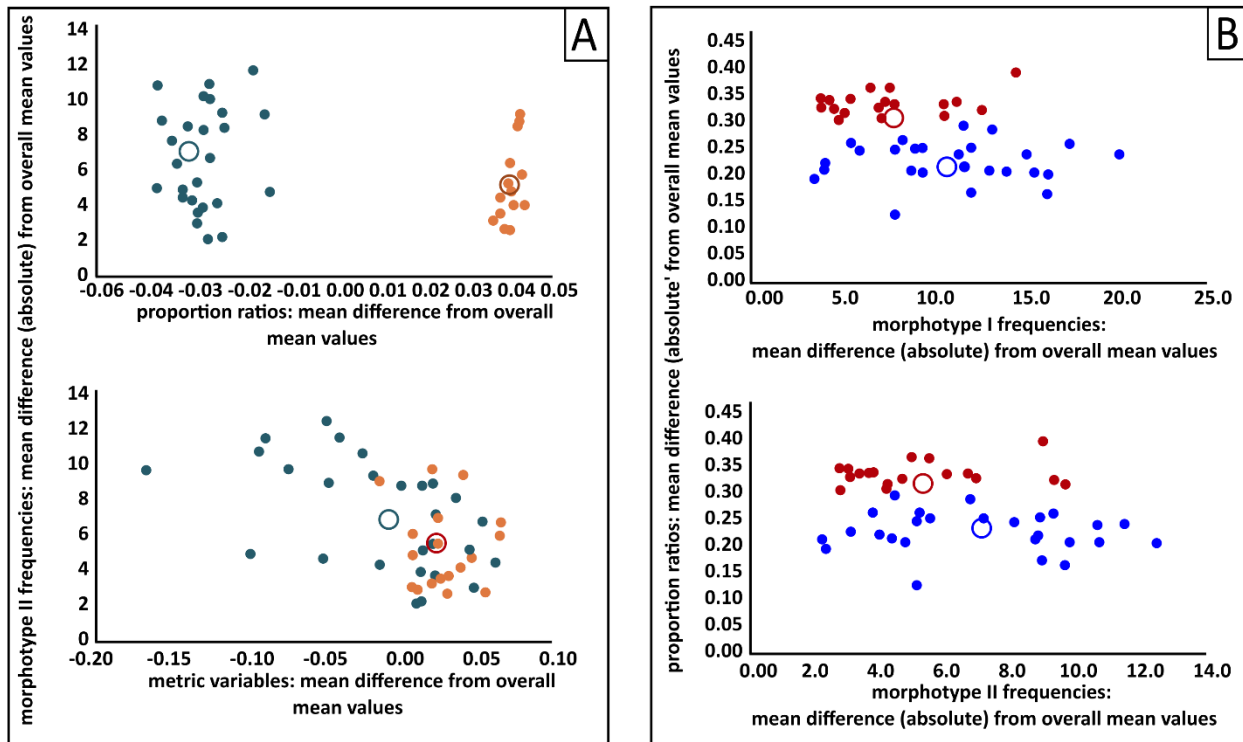 A
morphotype II frequencies: mean difference (absolute) from overall mean values
14
12
10
8
6
4
2
0
-0.06 -0.04 -0.03 -0.02 -0.01 0.00 0.01 0.02 0.04 0.05
proportion ratios: mean difference from overall
mean values
14
12
10
8
6
4
2
0
-0.20 -0.15 -0.10 -0.05 0.00 0.05 0.10
metric variables: mean difference from overall
mean values
B
proportion ratios: mean difference (absolute' from overall mean values
0.45
0.45
0.35
0.30
0.25
0.20
0.15
0.10
0.05
0.00
0.00 5.0 10.0 15.0 20.0 25.0
morphotype I frequencies:
mean difference (absolute) from overall mean values
0.45
0.40
0.35
0.30
0.25
0.20
0.15
0.10
0.05
0.00
0.00 2.0 4.0 6.0 8.0 10.0 12.0 14.0
morphotype II frequencies:
mean difference (absolute) from overall mean values